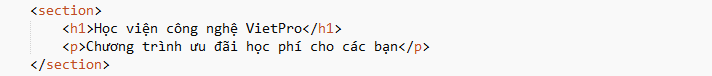 <section>
<h1>Học viện công nghệ VietPro</h1>
<p>Chương trình ưu đãi học phí cho các bạn</p>
</section>